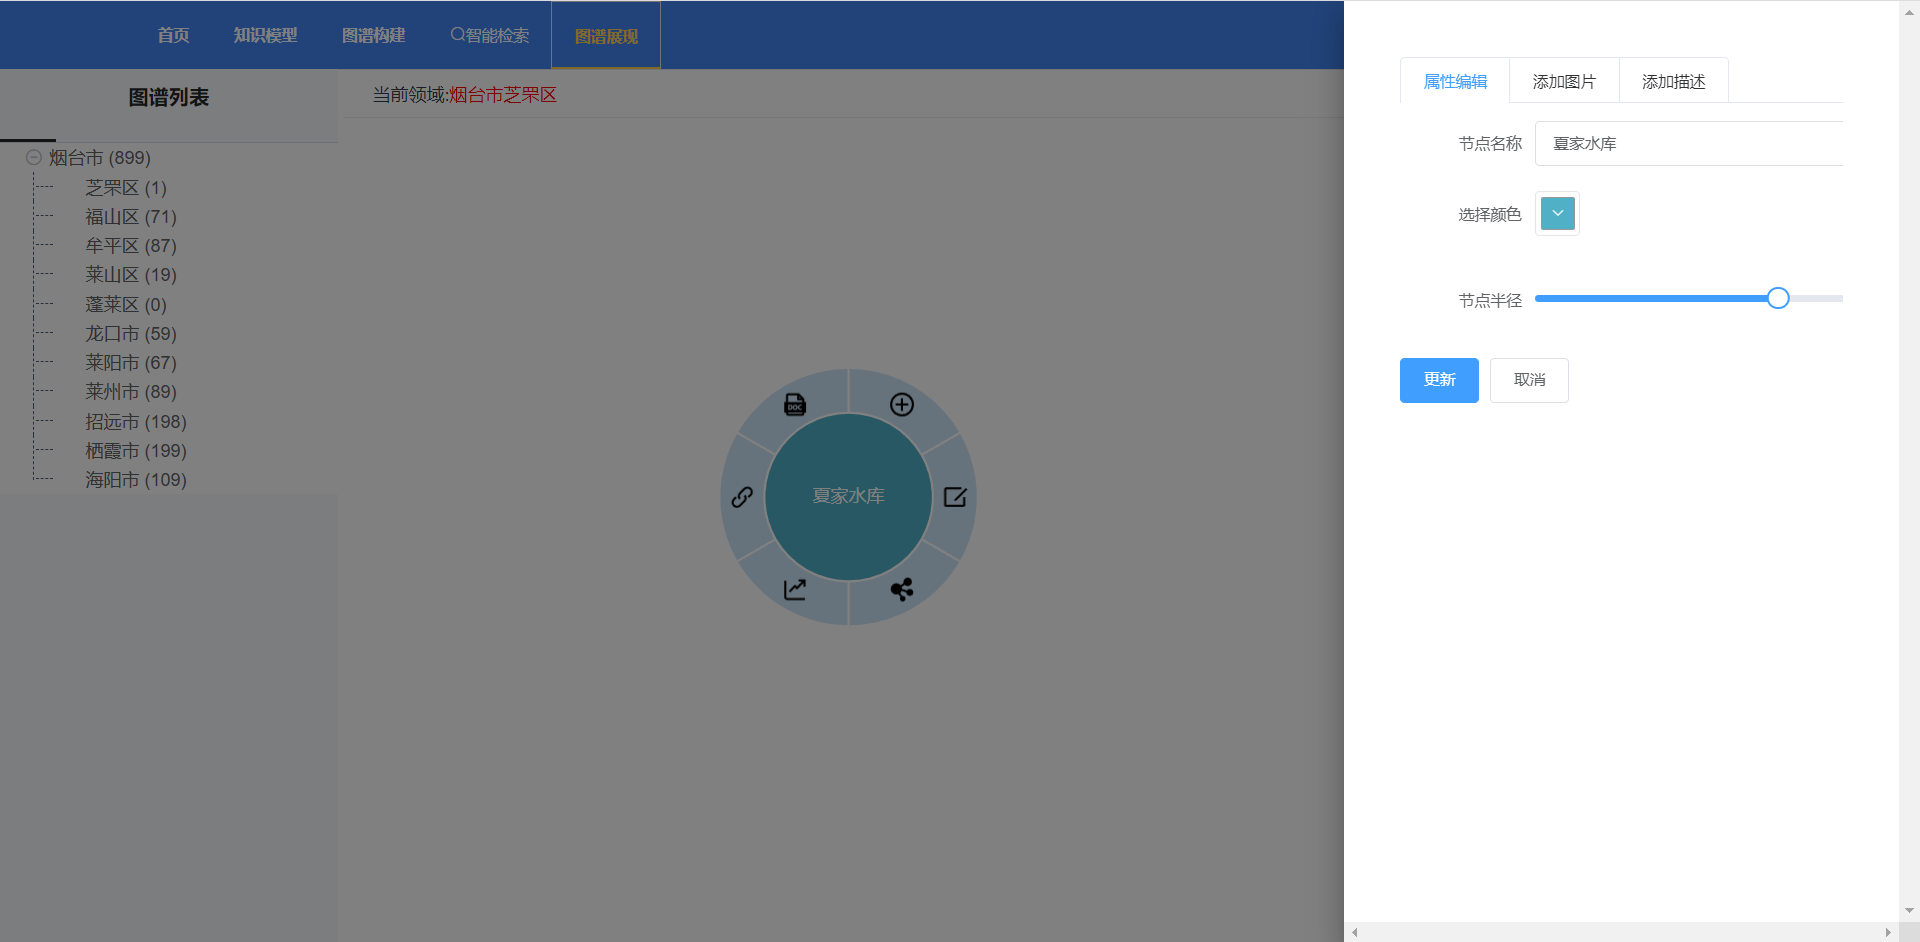 首页 知识模型 图谱构建 智能检索 图谱展现
图谱列表
当前领域:烟台市芝罘区
烟台市 (899)
芝罘区 (1)
福山区 (71)
牟平区 (87)
莱山区 (19)
蓬莱区 (0)
龙口市 (59)
莱阳市 (67)
莱州市 (89)
招远市 (198)
栖霞市 (199)
海阳市 (109)
DOC
夏家水库
属性编辑 添加图片 添加描述
节点名称 夏家水库
选择颜色
节点半径
更新 取消